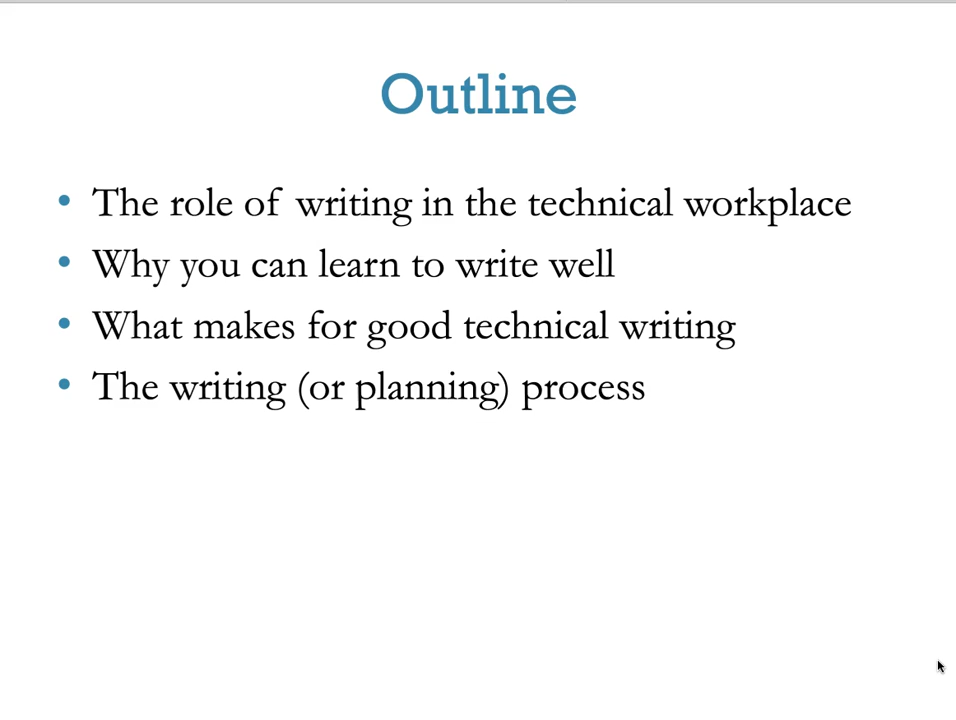 Outline
• The role of writing in the technical workplace
• Why you can learn to write well
• What makes for good technical writing
• The writing (or planning) process